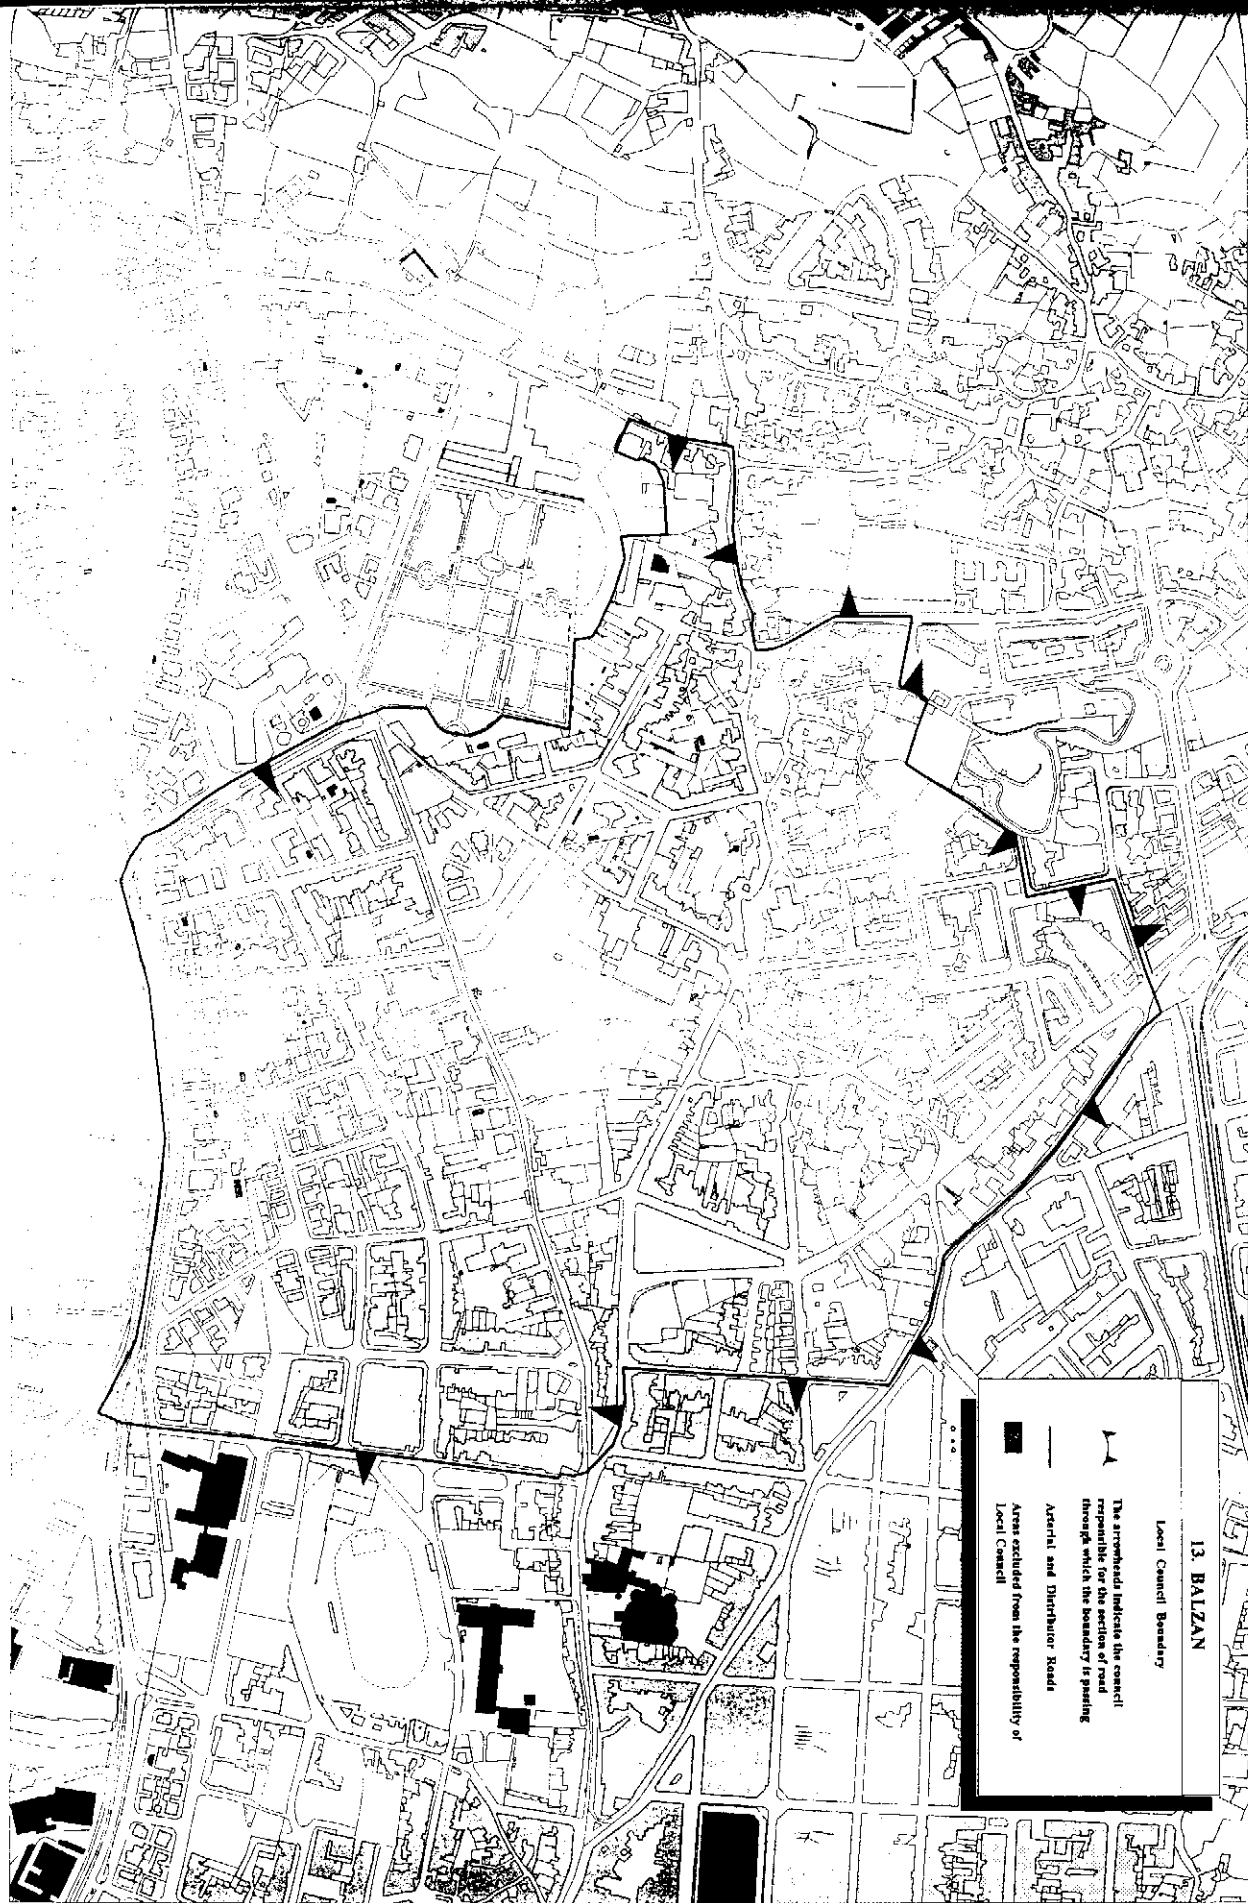 13. BALZAN
Local Council Boundary
The arrowheads indicate the council
responsible for the section of road
through which the boundary is passing
Arterial and Distributor Roads
Areas excluded from the responsibility of
Local Council